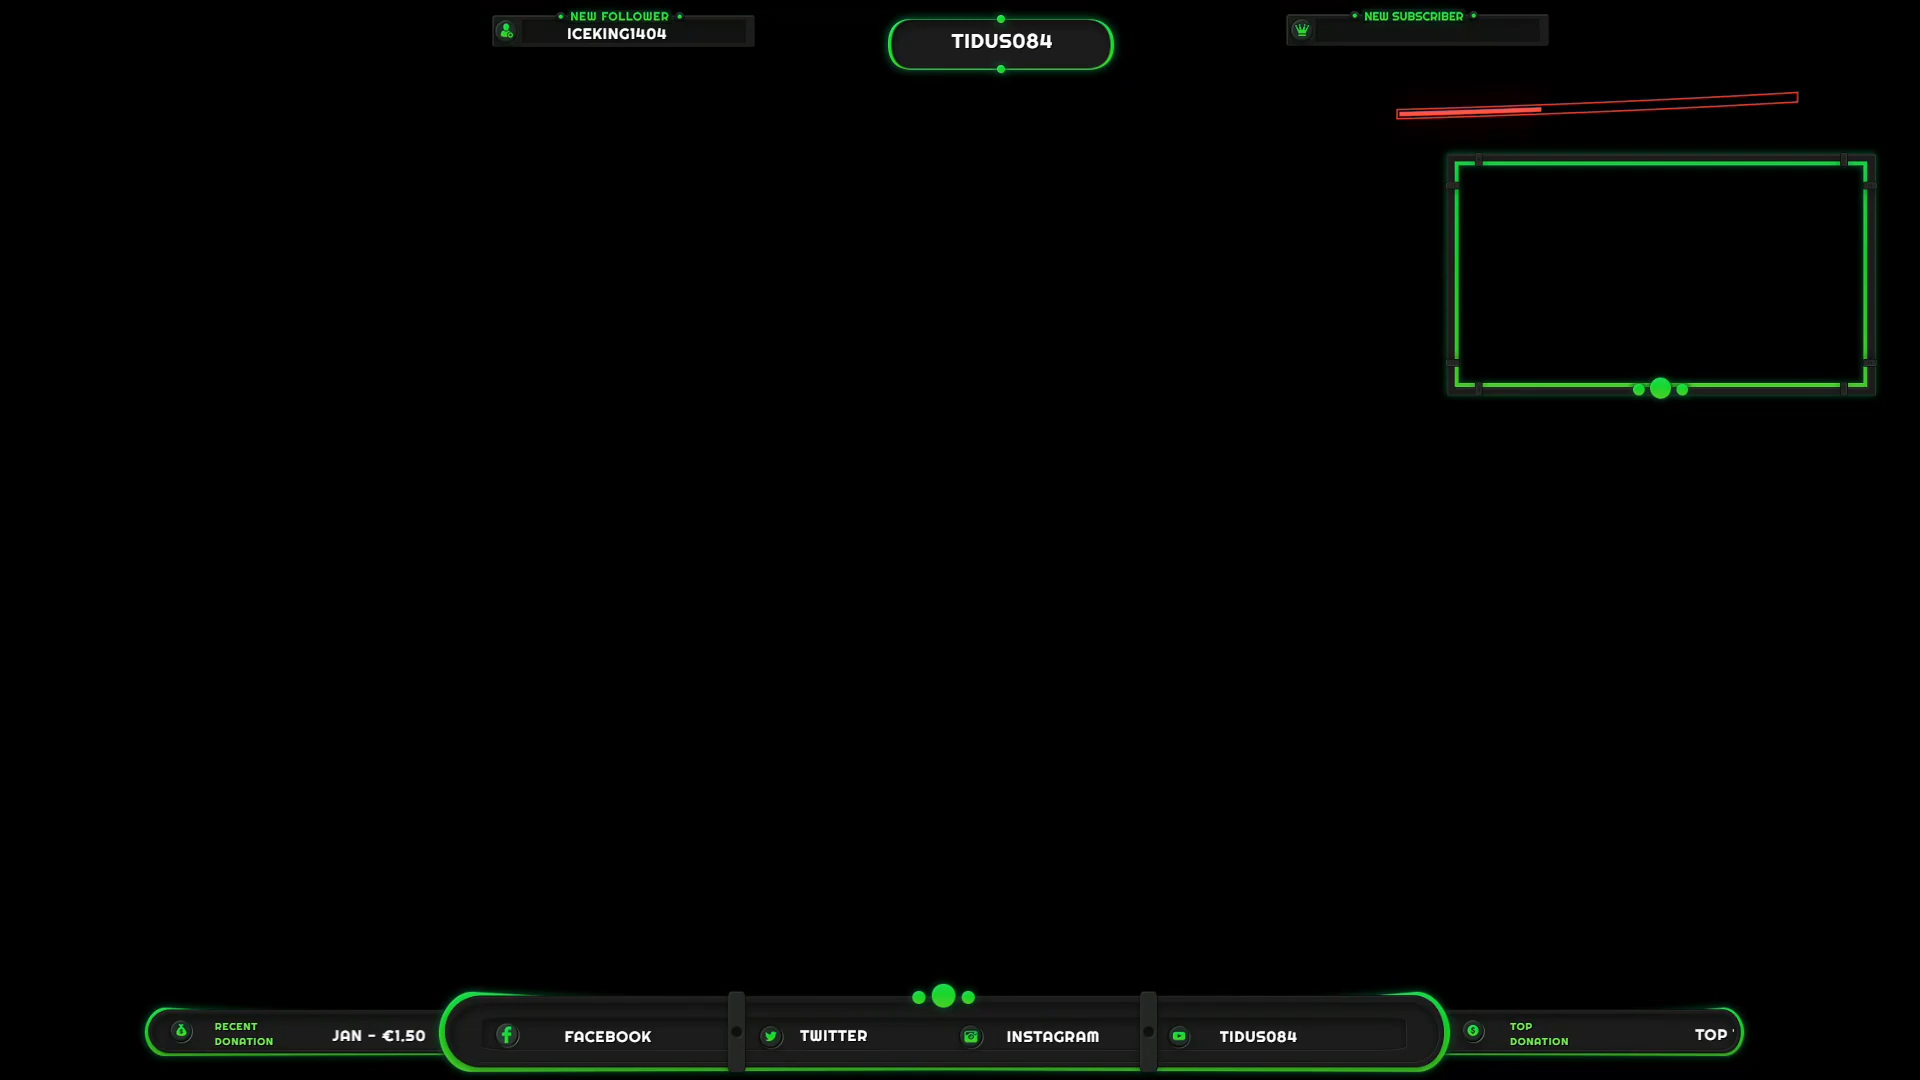 NEW FOLLOWER
ICEKING1404
TIDUS084
NEW SUBSCRIBER
RECENT
DONATION
JAN - €1.50
FACEBOOK
TWITTER
INSTAGRAM
TIDUS084
TOP
DONATION
TOP